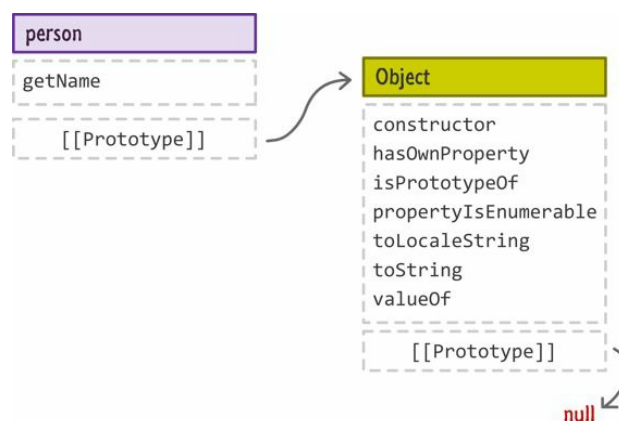 person
getName
[[Prototype]]
Object
constructor
hasOwnProperty
isPrototypeOf
propertyIsEnumerable
toLocaleString
toString
valueOf
[[Prototype]]
null